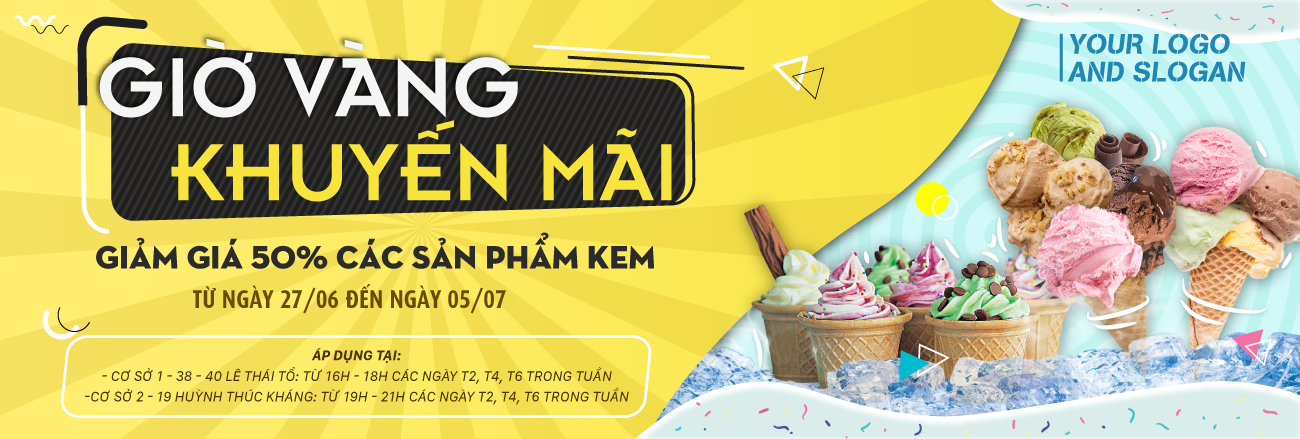 GIỜ VÀNG
KHUYẾN MÃI
GIẢM GIÁ 50% CÁC SẢN PHẨM KEM
TỪ NGÀY 27/06 ĐẾN NGÀY 05/07
ÁP DỤNG TẠI:
- CƠ SỞ 1 - 38 - 40 LÊ THÁI TỔ: TỪ 16H - 18H CÁC NGÀY T2, T4, T6 TRONG TUẦN
-CƠ SỞ 2 - 19 HUỲNH THÚC KHÁNG: TỪ 19H - 21H CÁC NGÀY T2, T4, T6 TRONG TUẦN
YOUR LOGO
AND SLOGAN